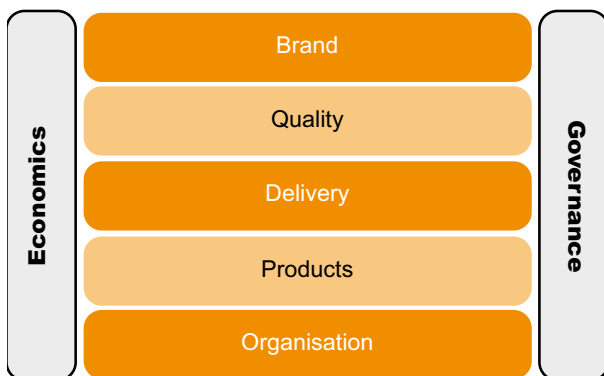 Economics
Brand
Quality
Delivery
Products
Organisation
Governance